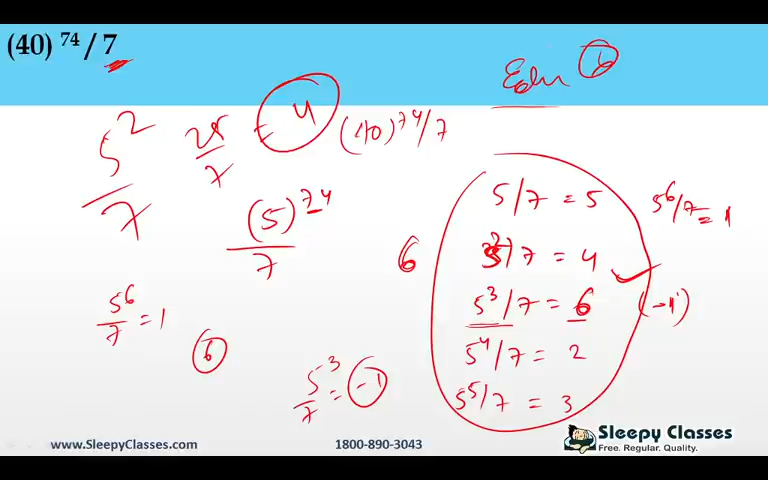 (40) 74 / 7
5² / 7
25/7 = 4
(40)^74/7
(5)^74 / 7
5/7 = 5
5²/7 = 4
5³/7 = 6 (-1)
5⁴/7 = 2
5⁵/7 = 3
5⁶/7 = 1
6
5⁶/7 = 1
6
5³/7 = -1
www.SleepyClasses.com
1800-890-3043
Sleepy Classes
Free. Regular. Quality.